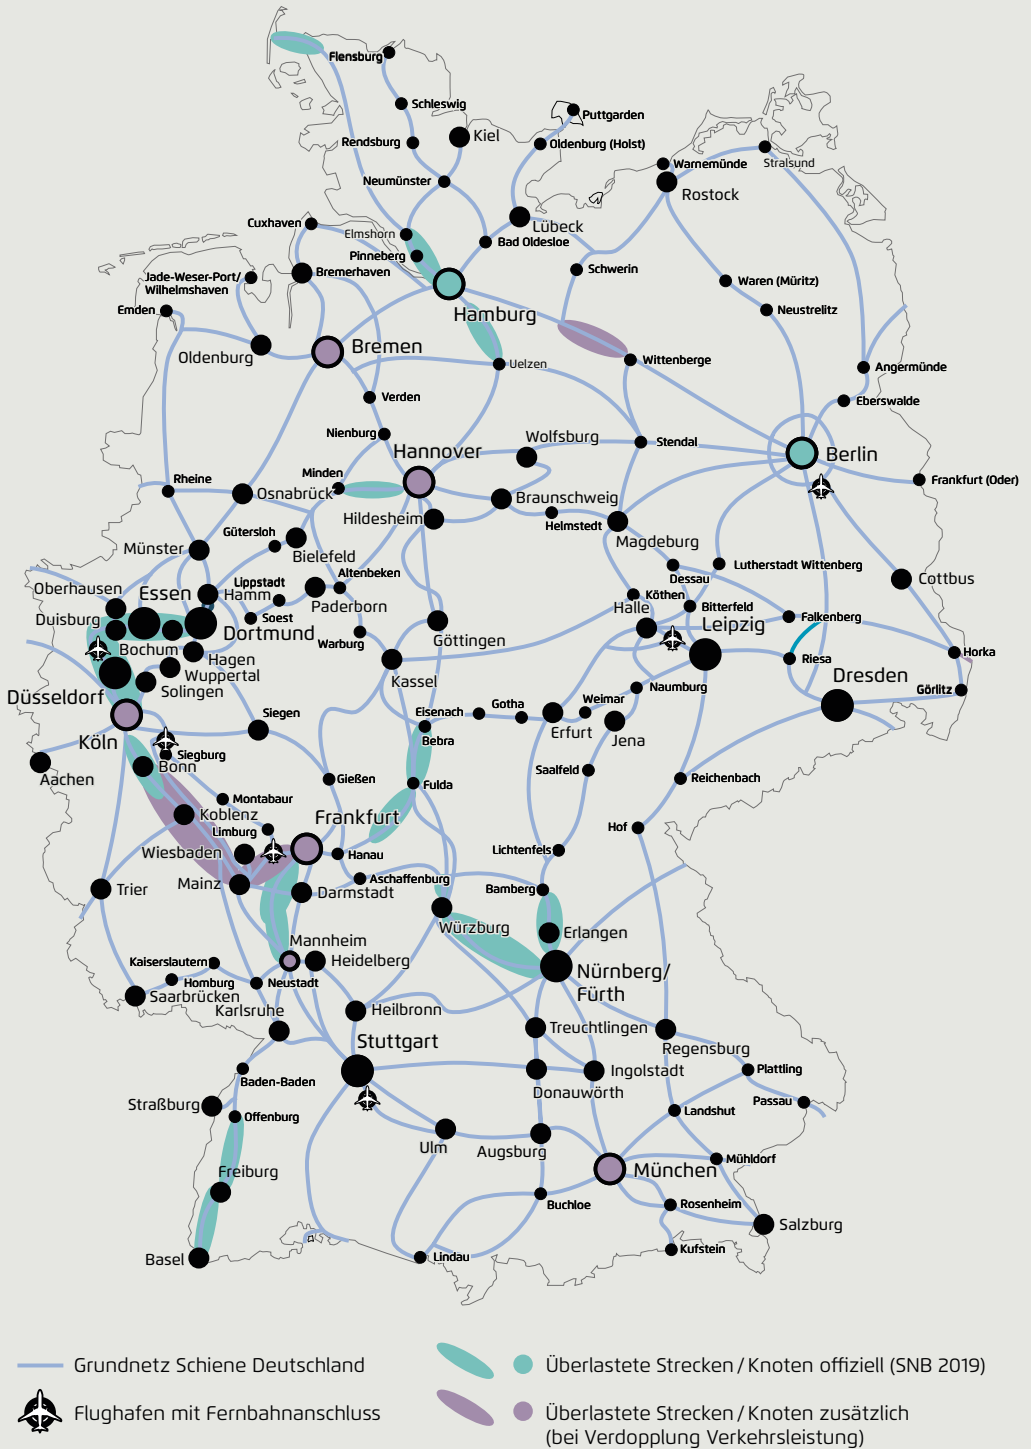 Flensburg
Schleswig
Puttgarden
Kiel
Rendsburg
Oldenburg (Holst)
Warnemünde
Stralsund
Neumünster
Rostock
Cuxhaven
Elmshorn
Lübeck
Bad Oldesloe
Pinneberg
Bremerhaven
Schwerin
Jade-Weser-Port/
Wilhelmshaven
Waren (Müritz)
Emden
Hamburg
Neustrelitz
Oldenburg
Bremen
Uelzen
Wittenberge
Angermünde
Verden
Eberswalde
Nienburg
Wolfsburg
Stendal
Hannover
Berlin
Minden
Rheine
Osnabrück
Frankfurt (Oder)
Braunschweig
Hildesheim
Helmstedt
Gütersloh
Magdeburg
Münster
Bielefeld
Lutherstadt Wittenberg
Altenbeken
Dessau
Cottbus
Oberhausen
Essen
Hamm
Lippstadt
Paderborn
Köthen
Halle
Bitterfeld
Duisburg
Soest
Falkenberg
Dortmund
Leipzig
Warburg
Göttingen
Bochum
Hagen
Riesa
Horka
Wuppertal
Kassel
Dresden
Düsseldorf
Solingen
Naumburg
Görlitz
Siegen
Eisenach
Gotha
Weimar
Köln
Bebra
Erfurt
Jena
Siegburg
Bonn
Aachen
Gießen
Fulda
Saalfeld
Reichenbach
Montabaur
Koblenz
Frankfurt
Limburg
Hof
Wiesbaden
Hanau
Lichtenfels
Mainz
Aschaffenburg
Trier
Darmstadt
Bamberg
Würzburg
Erlangen
Mannheim
Kaiserslautern
Heidelberg
Nürnberg/
Fürth
Homburg
Neustadt
Saarbrücken
Karlsruhe
Heilbronn
Treuchtlingen
Stuttgart
Regensburg
Baden-Baden
Ingolstadt
Plattling
Donauwörth
Straßburg
Offenburg
Passau
Landshut
Ulm
Augsburg
Mühldorf
Freiburg
München
Buchloe
Rosenheim
Salzburg
Basel
Lindau
Kufstein
Grundnetz Schiene Deutschland
Überlastete Strecken / Knoten offiziell (SNB 2019)
Flughafen mit Fernbahnanschluss
Überlastete Strecken / Knoten zusätzlich
(bei Verdopplung Verkehrsleistung)